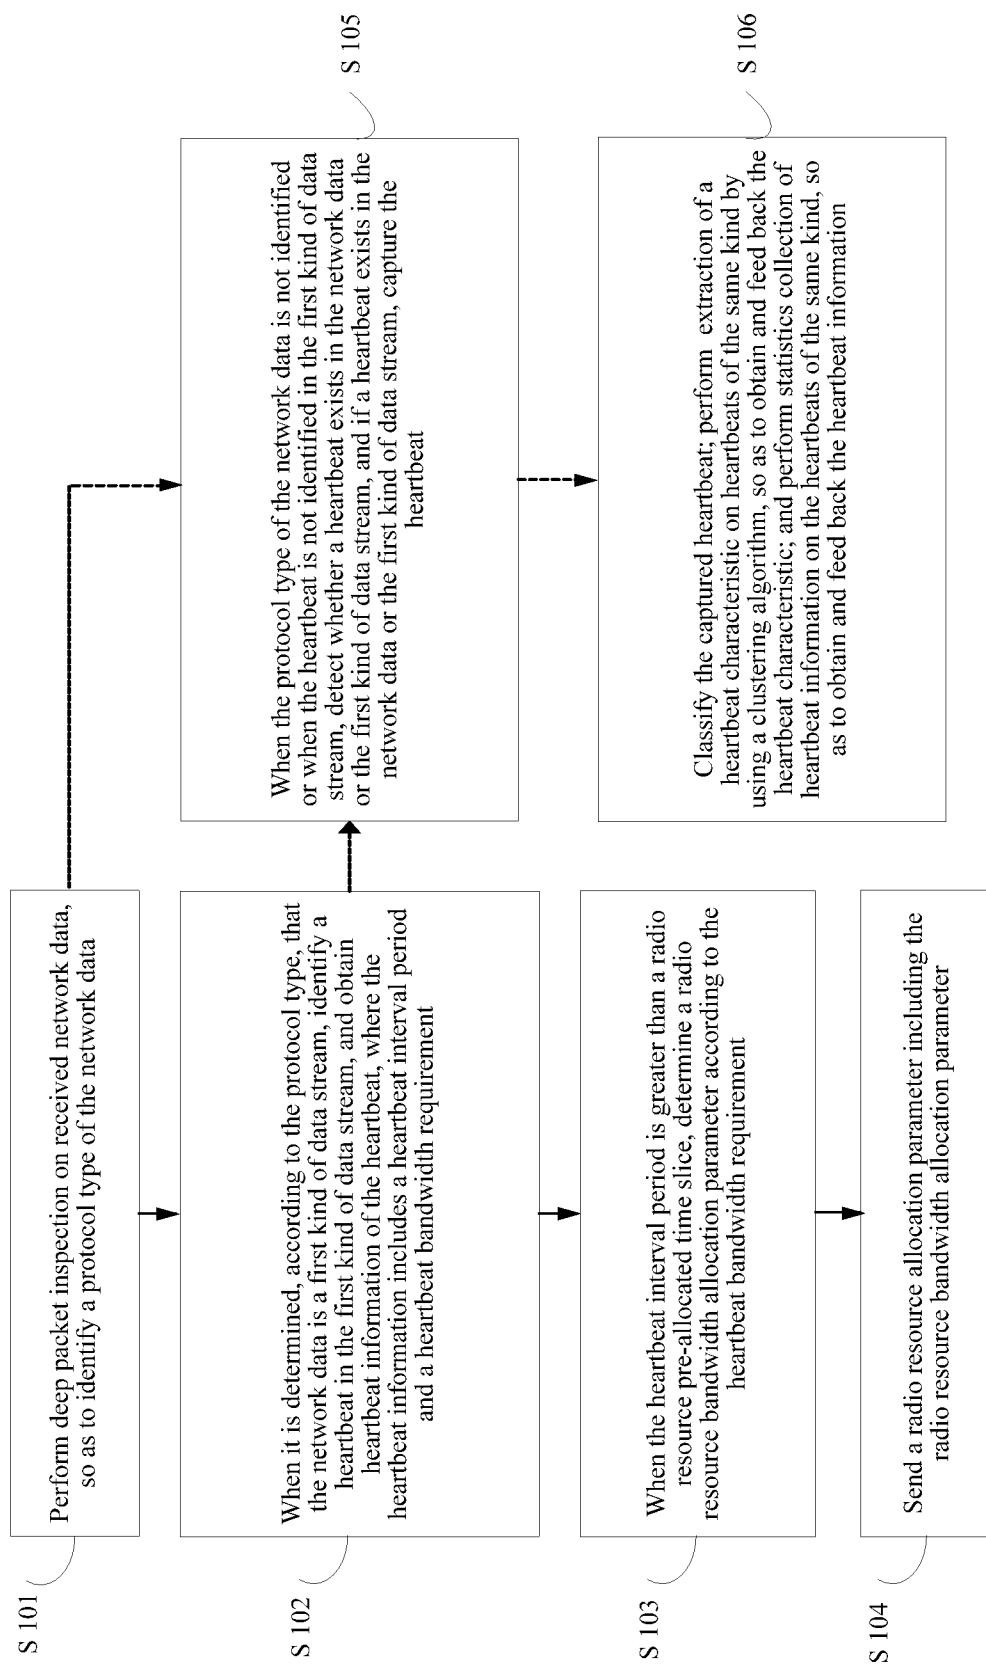 S 101
Perform deep packet inspection on received network data,
so as to identify a protocol type of the network data
S 102
When it is determined, according to the protocol type, that
the network data is a first kind of data stream, identify a
heartbeat in the first kind of data stream, and obtain
heartbeat information of the heartbeat, where the
heartbeat information includes a heartbeat interval period
and a heartbeat bandwidth requirement
S 103
When the heartbeat interval period is greater than a radio
resource pre-allocated time slice, determine a radio
resource bandwidth allocation parameter according to the
heartbeat bandwidth requirement
S 104
Send a radio resource allocation parameter including the
radio resource bandwidth allocation parameter
S 105
When the protocol type of the network data is not identified
or when the heartbeat is not identified in the first kind of data
stream, detect whether a heartbeat exists in the network data
or the first kind of data stream, and if a heartbeat exists in the
network data or the first kind of data stream, capture the
heartbeat
S 106
Classify the captured heartbeat; perform extraction of a
heartbeat characteristic on heartbeats of the same kind by
using a clustering algorithm, so as to obtain and feed back the
heartbeat characteristic; and perform statistics collection of
heartbeat information on the heartbeats of the same kind, so
as to obtain and feed back the heartbeat information